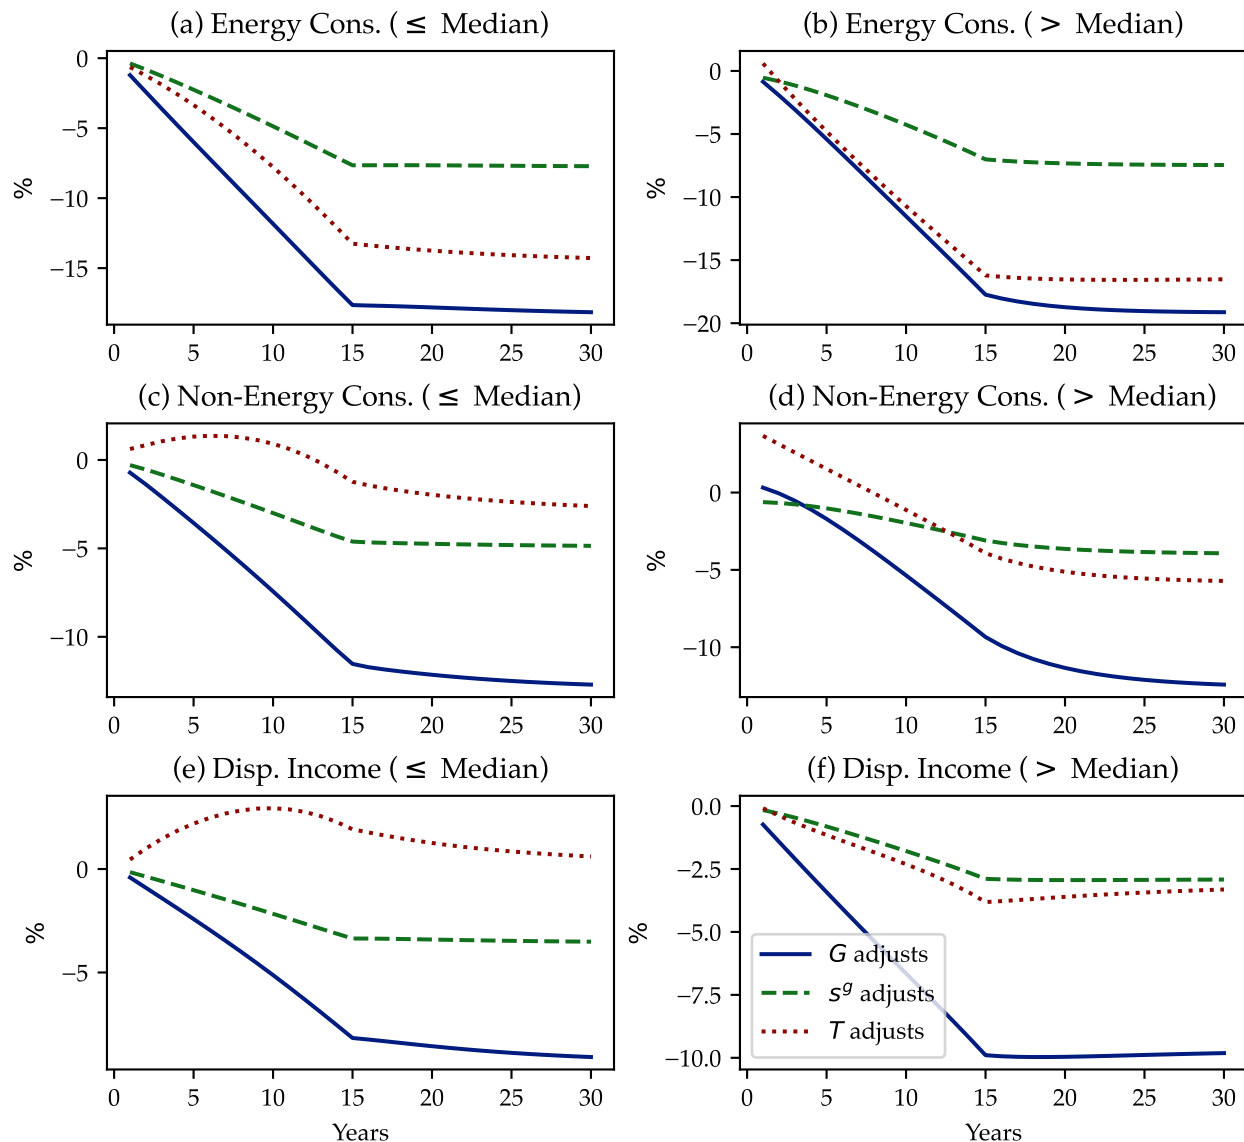 (a) Energy Cons. ( ≤ Median)
0
−5
−10
−15
%
0 5 10 15 20 25 30
(b) Energy Cons. ( > Median)
0
−5
−10
−15
−20
%
0 5 10 15 20 25 30
(c) Non-Energy Cons. ( ≤ Median)
0
−5
−10
%
0 5 10 15 20 25 30
(d) Non-Energy Cons. ( > Median)
0
−5
−10
%
0 5 10 15 20 25 30
(e) Disp. Income ( ≤ Median)
0
−5
%
0 5 10 15 20 25 30
Years
(f) Disp. Income ( > Median)
0.0
−2.5
−5.0
−7.5
−10.0
%
G adjusts
s^g adjusts
T adjusts
0 5 10 15 20 25 30
Years